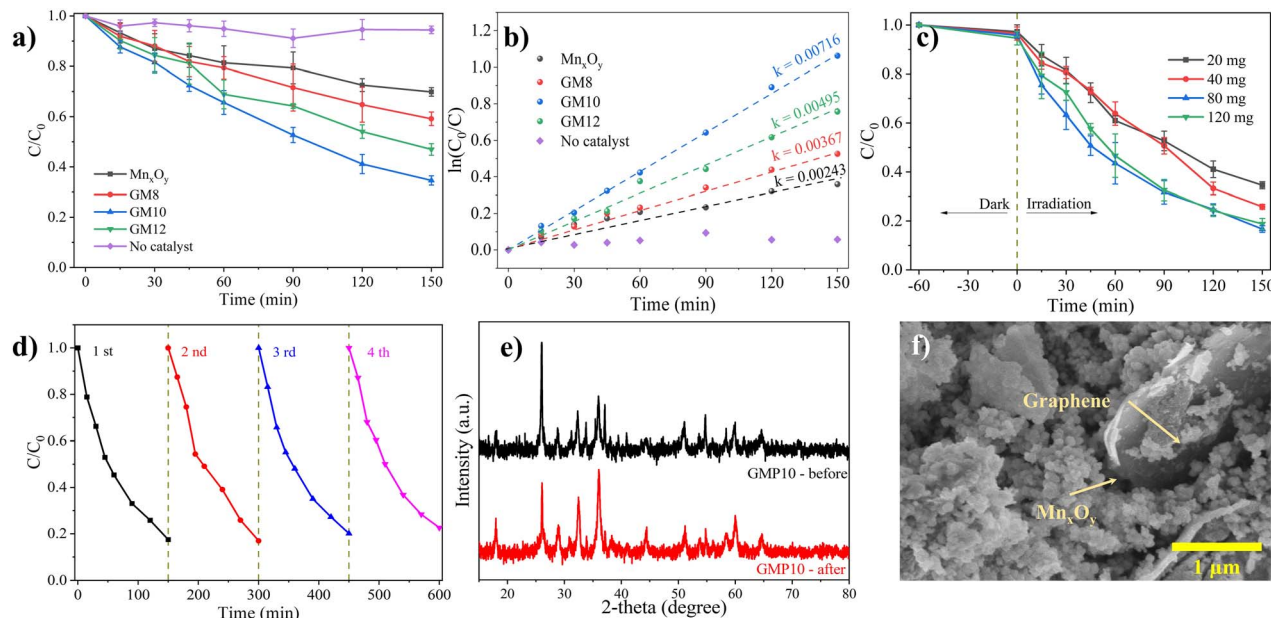 a)
C/C₀
1.0
0.8
0.6
0.4
0.2
0.0
MnₓOᵧ
GM8
GM10
GM12
No catalyst
0 30 60 90 120 150
Time (min)
b)
ln(C₀/C)
1.2
1.0
0.8
0.6
0.4
0.2
0.0
MnₓOᵧ
GM8
GM10
GM12
No catalyst
k = 0.00716
k = 0.00495
k = 0.00367
k = 0.00243
0 30 60 90 120 150
Time (min)
c)
C/C₀
1.0
0.8
0.6
0.4
0.2
0.0
20 mg
40 mg
80 mg
120 mg
Dark Irradiation
-60 -30 0 30 60 90 120 150
Time (min)
d)
C/C₀
1.0
0.8
0.6
0.4
0.2
0.0
1 st 2 nd 3 rd 4 th
0 100 200 300 400 500 600
Time (min)
e)
Intensity (a.u.)
GMP10 - before
GMP10 - after
20 30 40 50 60 70 80
2-theta (degree)
f)
Graphene
MnₓOᵧ
1 µm